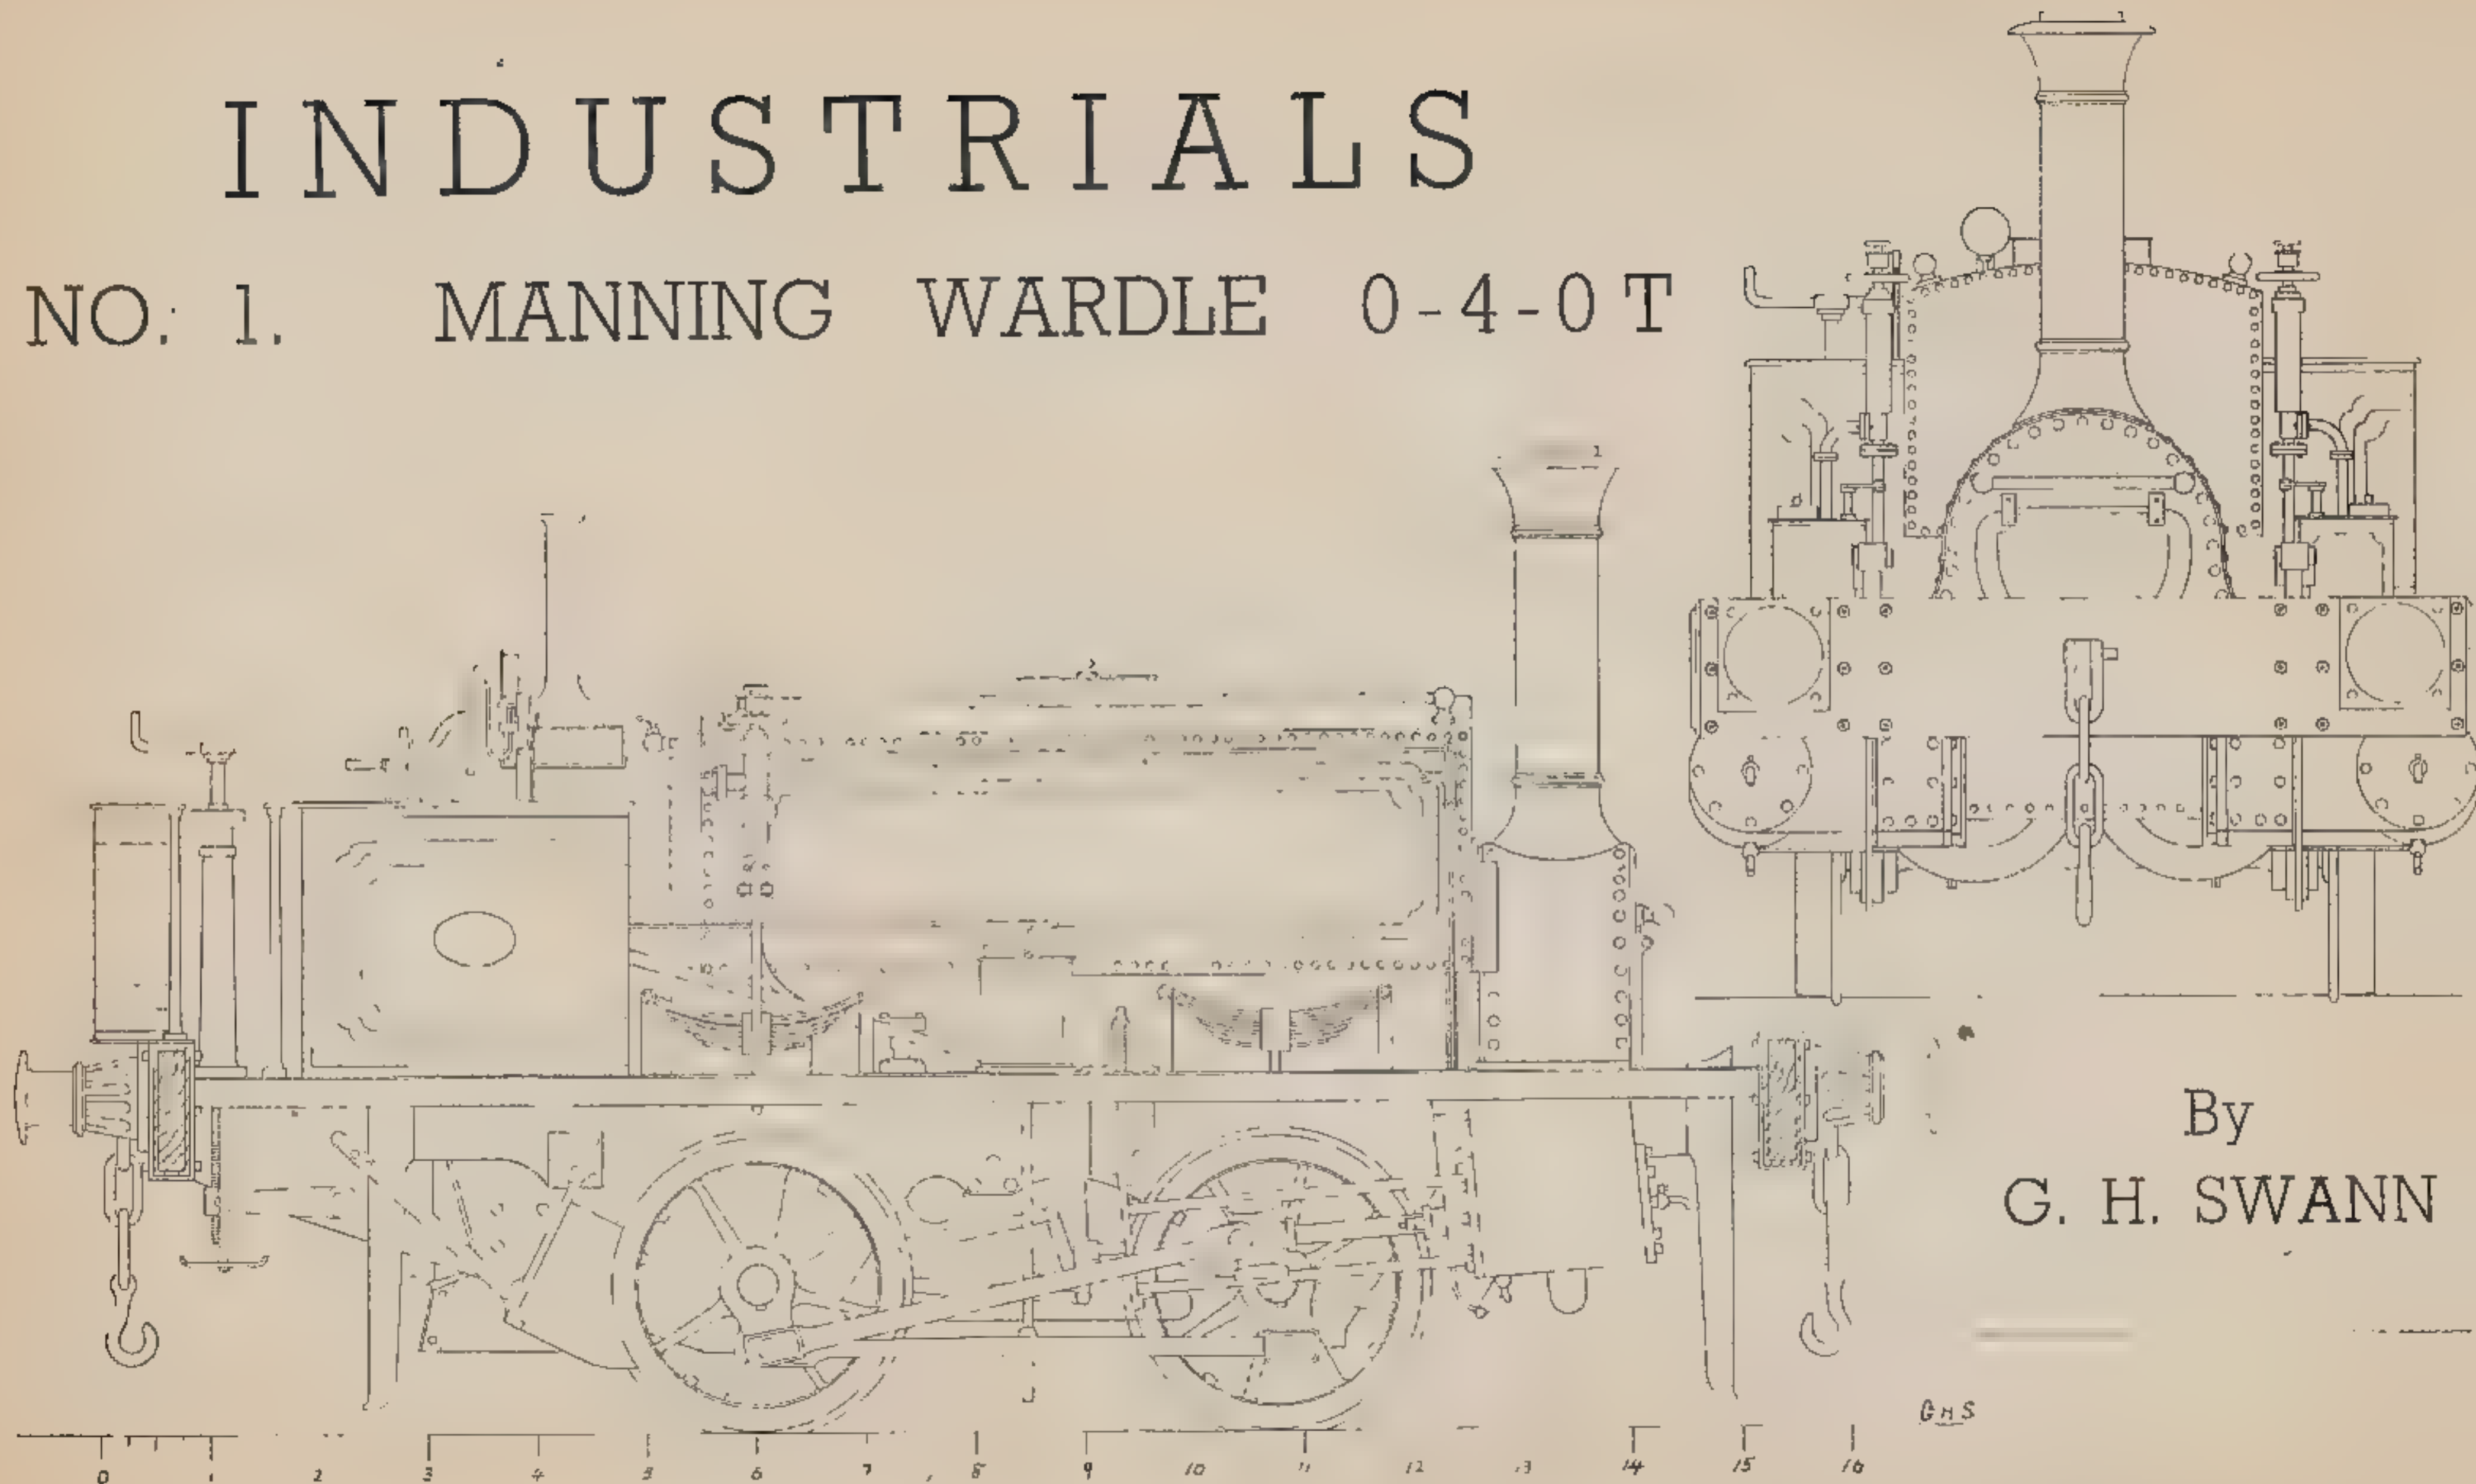 INDUSTRIALS
NO. 1. MANNING WARDLE 0-4-0T
By
G. H. SWANN
GHS
0 1 2 3 4 5 6 7 8 9 10 11 12 13 14 15 16